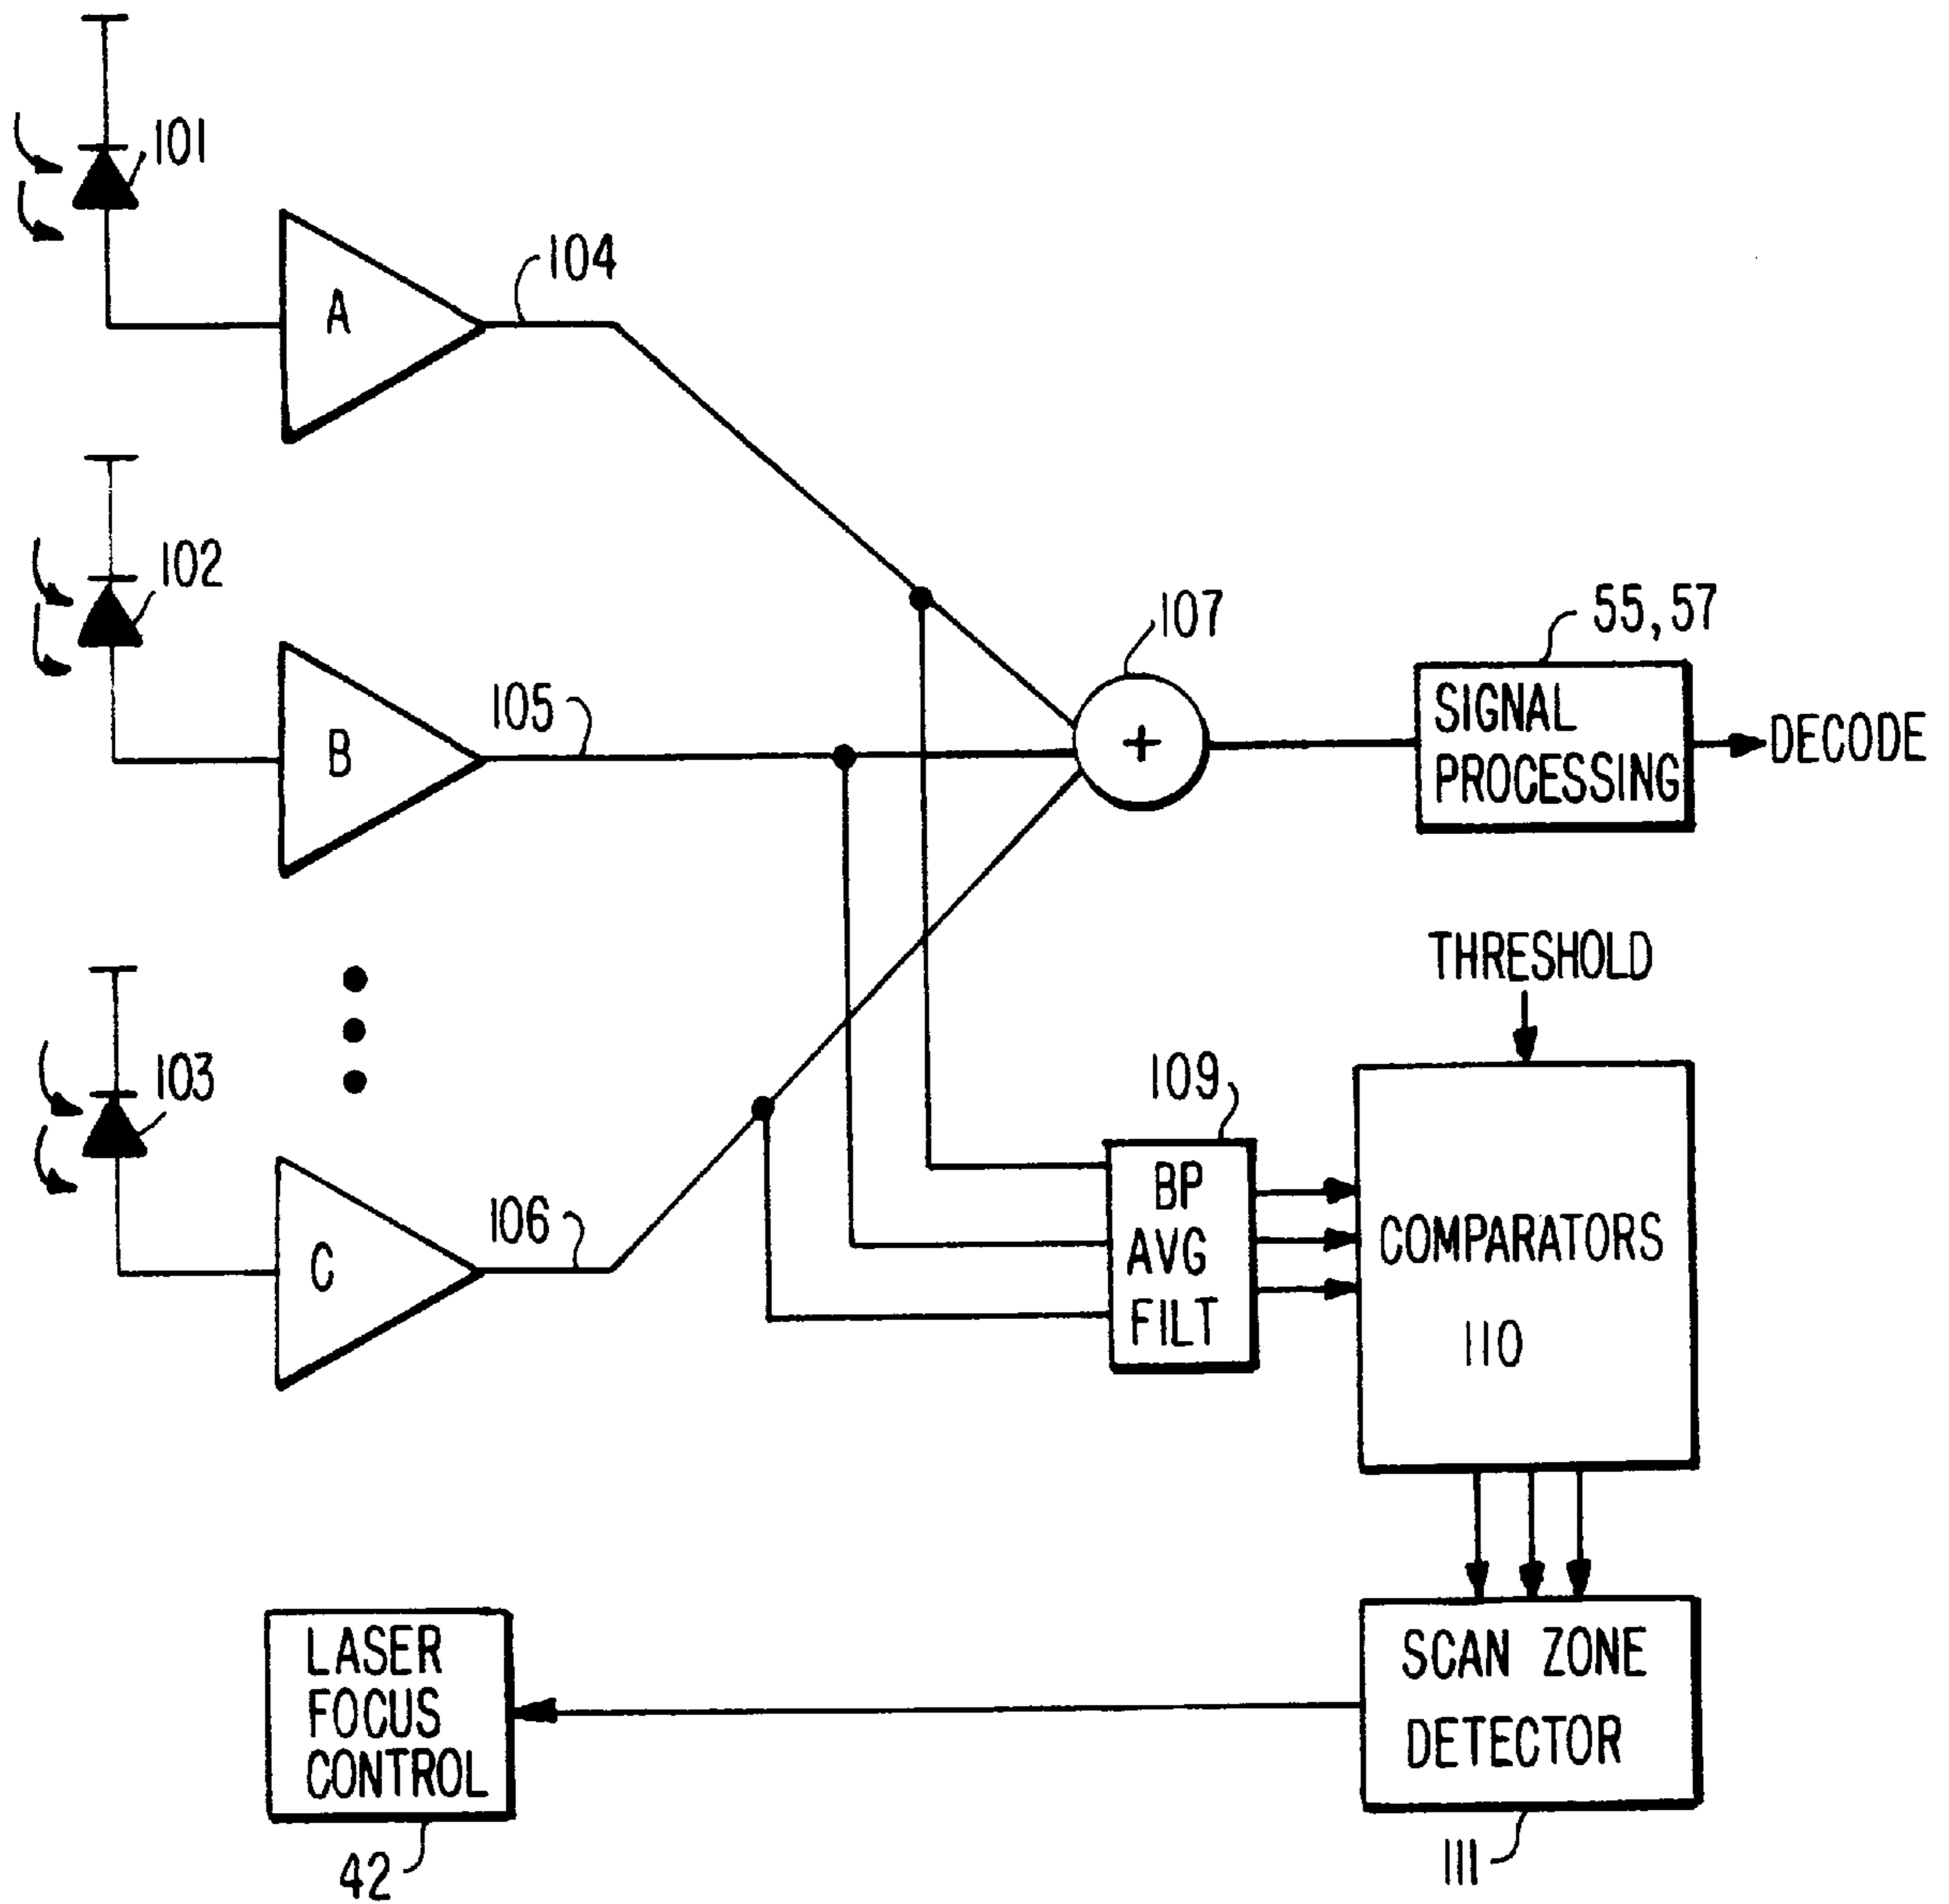 101
A
104
102
B
105
107
+
55,57
SIGNAL
PROCESSING
DECODE
THRESHOLD
103
C
106
109
BP
AVG
FILT
COMPARATORS
110
LASER
FOCUS
CONTROL
42
SCAN ZONE
DETECTOR
111